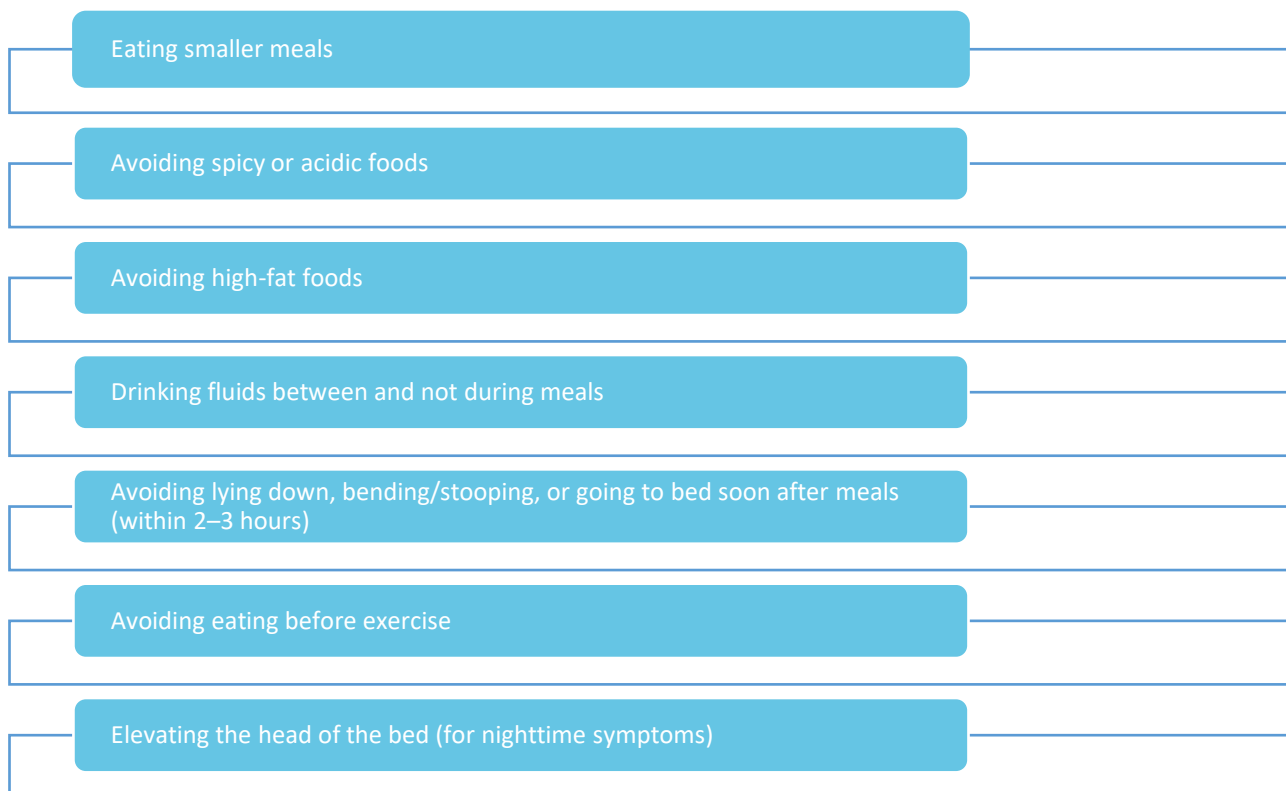 Eating smaller meals
Avoiding spicy or acidic foods
Avoiding high-fat foods
Drinking fluids between and not during meals
Avoiding lying down, bending/stooping, or going to bed soon after meals
(within 2–3 hours)
Avoiding eating before exercise
Elevating the head of the bed (for nighttime symptoms)